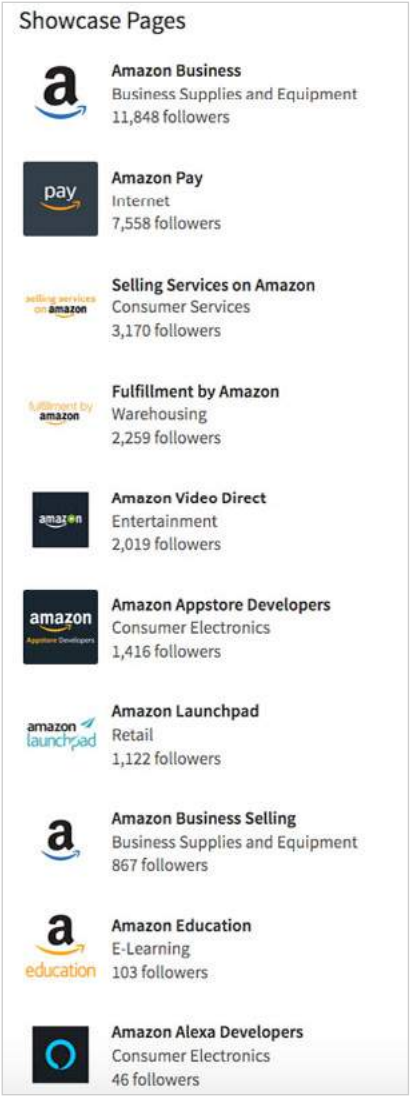 Showcase Pages
a
Amazon Business
Business Supplies and Equipment
11,848 followers
pay
Amazon Pay
Internet
7,558 followers
selling services
on amazon
Selling Services on Amazon
Consumer Services
3,170 followers
fulfillment by
amazon
Fulfillment by Amazon
Warehousing
2,259 followers
amazon
Amazon Video Direct
Entertainment
2,019 followers
amazon
Appstore Developers
Amazon Appstore Developers
Consumer Electronics
1,416 followers
amazon
launchpad
Amazon Launchpad
Retail
1,122 followers
a
Amazon Business Selling
Business Supplies and Equipment
867 followers
a
education
Amazon Education
E-Learning
103 followers
Amazon Alexa Developers
Consumer Electronics
46 followers